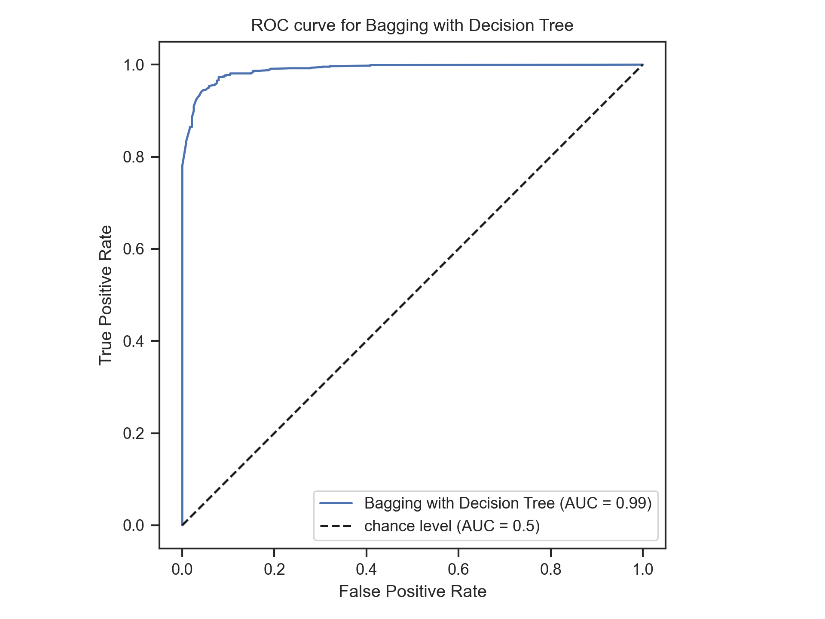 ROC curve for Bagging with Decision Tree
1.0
0.8
0.6
0.4
0.2
0.0
True Positive Rate
Bagging with Decision Tree (AUC = 0.99)
chance level (AUC = 0.5)
0.0 0.2 0.4 0.6 0.8 1.0
False Positive Rate